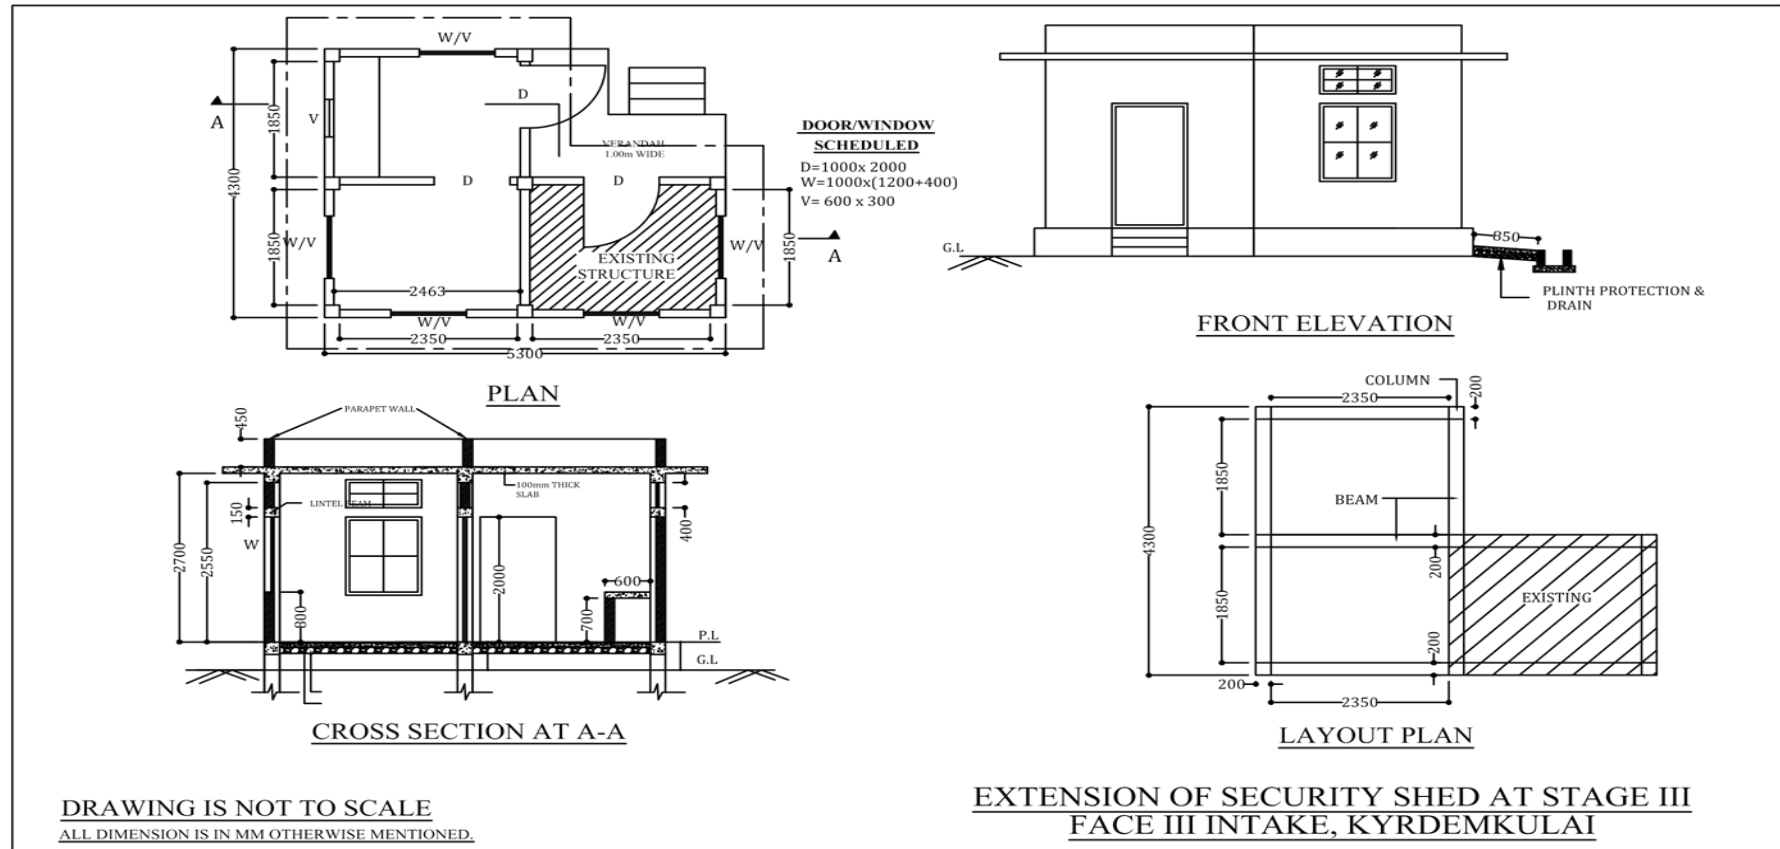 W/V
4300
1850
A
V
D
VERANDAH
1.00m WIDE
D
D
1850
W/V
EXISTING
STRUCTURE
W/V
1850
A
2463
W/V
W/V
2350
2350
5300
PLAN
DOOR/WINDOW
SCHEDULED
D=1000x 2000
W=1000x(1200+400)
V= 600 x 300
G.L
850
PLINTH PROTECTION &
DRAIN
FRONT ELEVATION
450
PARAPET WALL
100mm THICK
SLAB
LINTEL BEAM
150
W
2700
2550
800
2000
400
600
700
P.L
G.L
CROSS SECTION AT A-A
COLUMN
2350
200
1850
BEAM
4300
200
1850
EXISTING
200
200
2350
LAYOUT PLAN
DRAWING IS NOT TO SCALE
ALL DIMENSION IS IN MM OTHERWISE MENTIONED.
EXTENSION OF SECURITY SHED AT STAGE III
FACE III INTAKE, KYRDEMKULAI